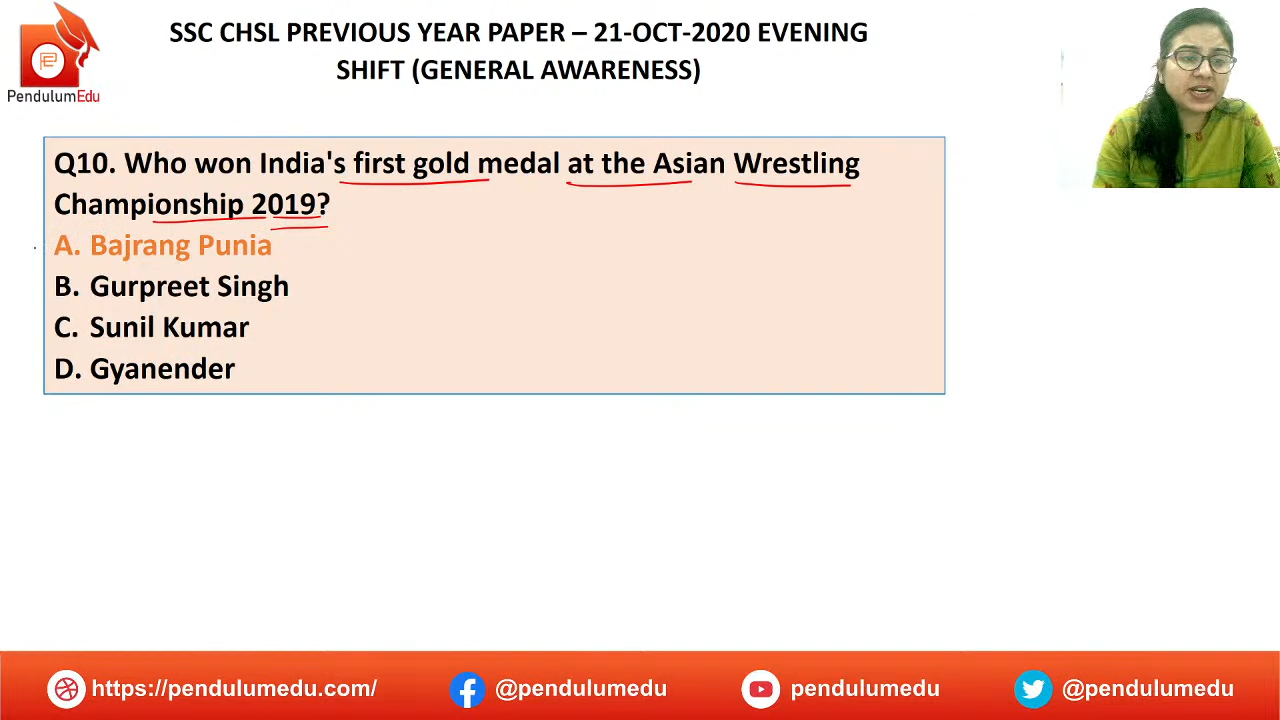 SSC CHSL PREVIOUS YEAR PAPER – 21-OCT-2020 EVENING
SHIFT (GENERAL AWARENESS)
PendulumEdu
Q10. Who won India's first gold medal at the Asian Wrestling
Championship 2019?
A. Bajrang Punia
B. Gurpreet Singh
C. Sunil Kumar
D. Gyanender
https://pendulumedu.com/
@pendulumedu
pendulumedu
@pendulumedu